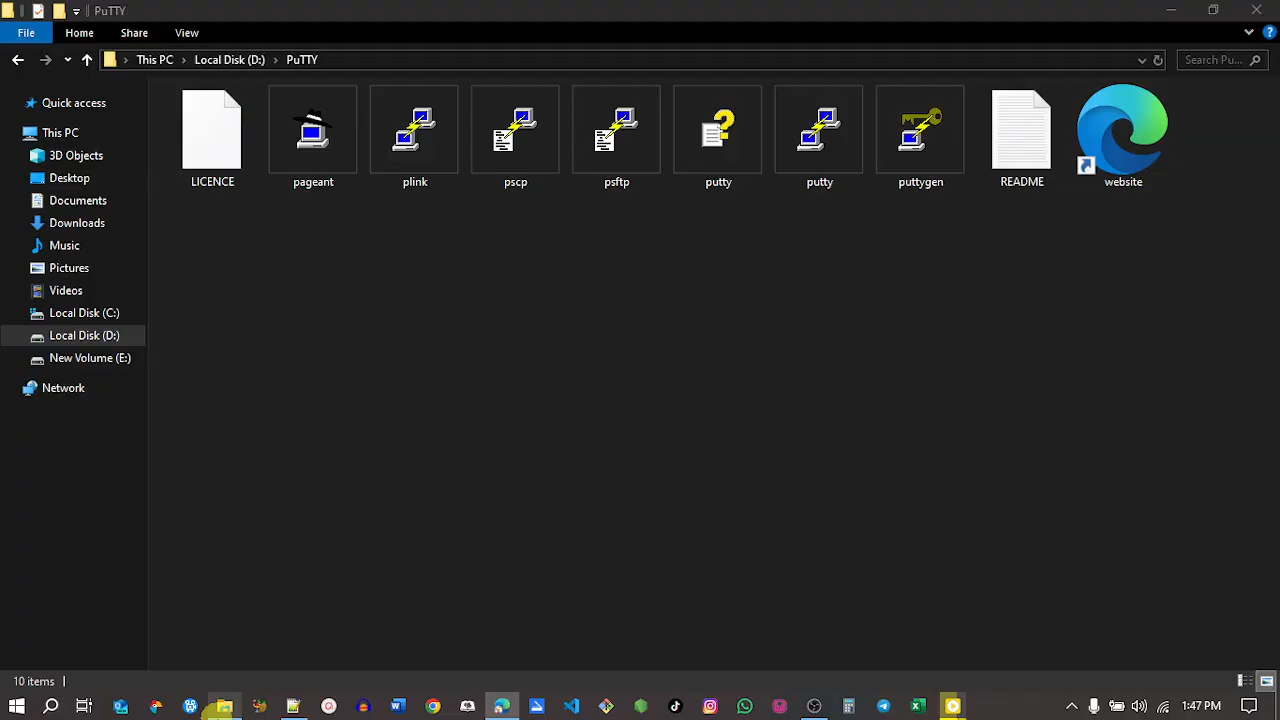 PuTTY
File Home Share View
This PC Local Disk (D:) PuTTY
Search Pu...
Quick access
This PC
3D Objects
Desktop
Documents
Downloads
Music
Pictures
Videos
Local Disk (C:)
Local Disk (D:)
New Volume (E:)
Network
LICENCE pageant plink pscp psftp putty putty puttygen README website
10 items
1:47 PM